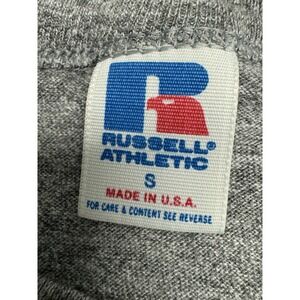 R
RUSSELL®
ATHLETIC
S
MADE IN U.S.A.
FOR CARE & CONTENT SEE REVERSE